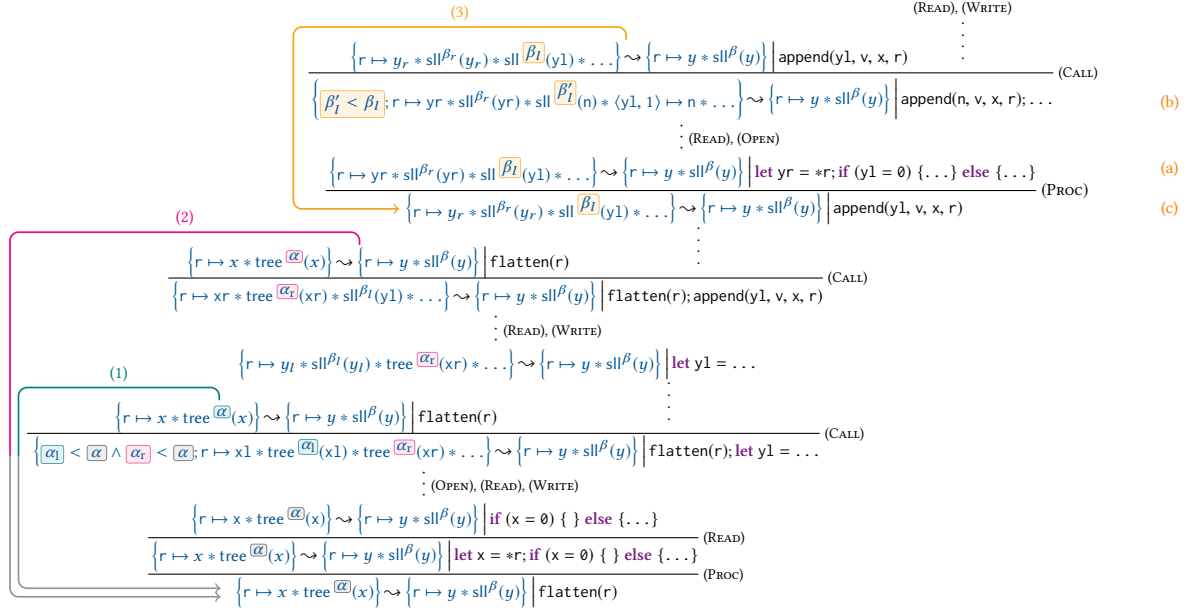 (3)
(Read), (Write)
{r ↦ y_r * sll^{β_r}(y_r) * sll^{β_l}(yl) * ...} ⤳ {r ↦ y * sll^β(y)} | append(yl, v, x, r)
(Call)
{β′_l < β_l; r ↦ yr * sll^{β_r}(yr) * sll^{β′_l}(n) * ⟨yl, 1⟩ ↦ n * ...} ⤳ {r ↦ y * sll^β(y)} | append(n, v, x, r); ... (b)
(Read), (Open)
{r ↦ yr * sll^{β_r}(yr) * sll^{β_l}(yl) * ...} ⤳ {r ↦ y * sll^β(y)} | let yr = *r; if (yl = 0) {...} else {...} (a)
(Proc)
{r ↦ y_r * sll^{β_r}(y_r) * sll^{β_l}(yl) * ...} ⤳ {r ↦ y * sll^β(y)} | append(yl, v, x, r) (c)
(2)
{r ↦ x * tree^α(x)} ⤳ {r ↦ y * sll^β(y)} | flatten(r)
(Call)
{r ↦ xr * tree^{α_r}(xr) * sll^{β_l}(yl) * ...} ⤳ {r ↦ y * sll^β(y)} | flatten(r); append(yl, v, x, r)
(Read), (Write)
{r ↦ y_l * sll^{β_l}(y_l) * tree^{α_r}(xr) * ...} ⤳ {r ↦ y * sll^β(y)} | let yl = ...
(1)
{r ↦ x * tree^α(x)} ⤳ {r ↦ y * sll^β(y)} | flatten(r)
(Call)
{α_l < α ∧ α_r < α; r ↦ xl * tree^{α_l}(xl) * tree^{α_r}(xr) * ...} ⤳ {r ↦ y * sll^β(y)} | flatten(r); let yl = ...
(Open), (Read), (Write)
{r ↦ x * tree^α(x)} ⤳ {r ↦ y * sll^β(y)} | if (x = 0) { } else {...}
(Read)
{r ↦ x * tree^α(x)} ⤳ {r ↦ y * sll^β(y)} | let x = *r; if (x = 0) { } else {...}
(Proc)
{r ↦ x * tree^α(x)} ⤳ {r ↦ y * sll^β(y)} | flatten(r)